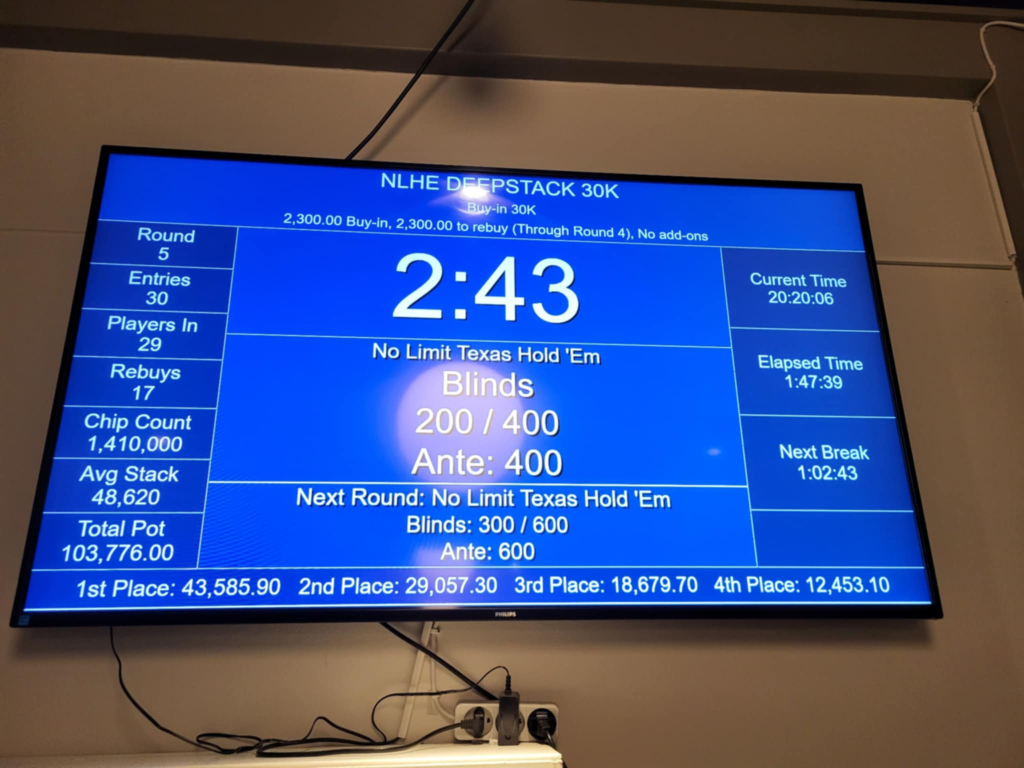 NLHE DEEPSTACK 30K
Buy-in 30K
2,300.00 Buy-in, 2,300.00 to rebuy (Through Round 4), No add-ons
Round
5
Entries
30
Players In
29
Rebuys
17
Chip Count
1,410,000
Avg Stack
48,620
Total Pot
103,776.00
2:43
No Limit Texas Hold 'Em
Blinds
200 / 400
Ante: 400
Next Round: No Limit Texas Hold 'Em
Blinds: 300 / 600
Ante: 600
Current Time
20:20:06
Elapsed Time
1:47:39
Next Break
1:02:43
1st Place: 43,585.90 2nd Place: 29,057.30 3rd Place: 18,679.70 4th Place: 12,453.10
PHILIPS